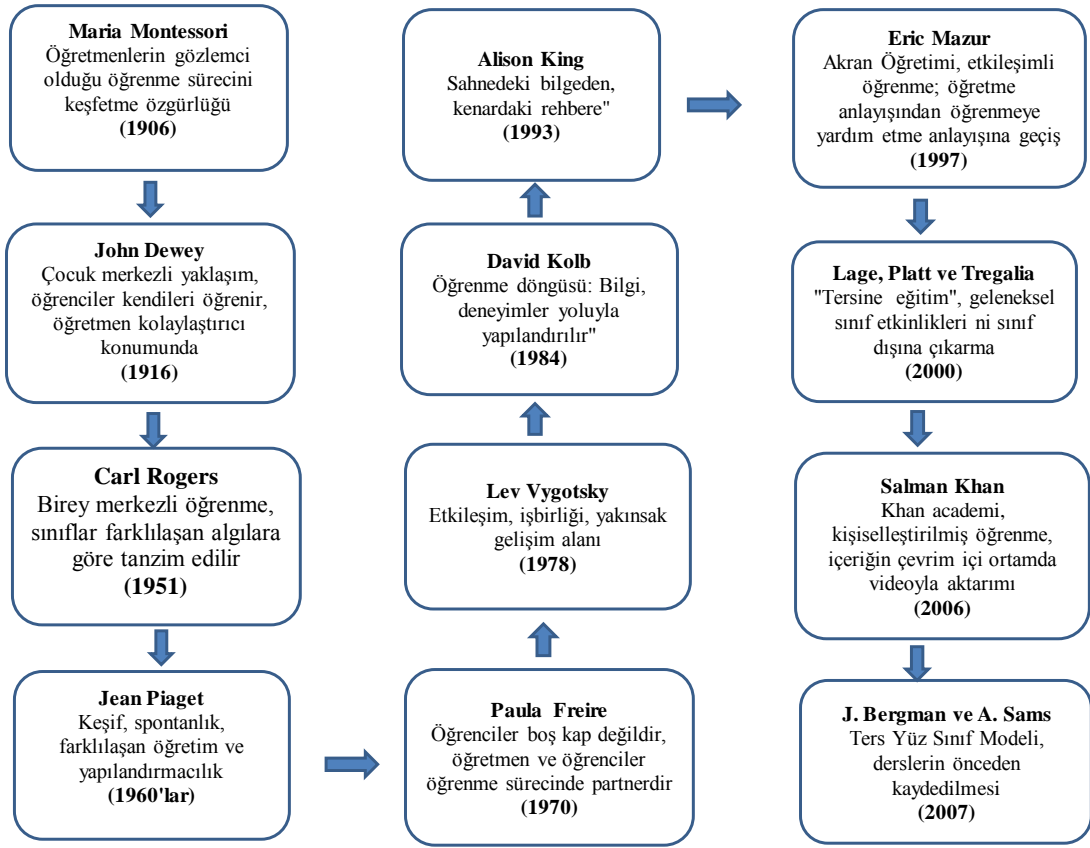 Maria Montessori
Öğretmenlerin gözlemci
olduğu öğrenme sürecini
keşfetme özgürlüğü
(1906)
John Dewey
Çocuk merkezli yaklaşım,
öğrenciler kendileri öğrenir,
öğretmen kolaylaştırıcı
konumunda
(1916)
Carl Rogers
Birey merkezli öğrenme,
sınıflar farklılaşan algılara
göre tanzim edilir
(1951)
Jean Piaget
Keşif, spontanlık,
farklılaşan öğretim ve
yapılandırmacılık
(1960'lar)
Paula Freire
Öğrenciler boş kap değildir,
öğretmen ve öğrenciler
öğrenme sürecinde partnerdir
(1970)
Lev Vygotsky
Etkileşim, işbirliği, yakınsak
gelişim alanı
(1978)
David Kolb
Öğrenme döngüsü: Bilgi,
deneyimler yoluyla
yapılandırılır"
(1984)
Alison King
Sahnedeki bilgeden,
kenardaki rehbere"
(1993)
Eric Mazur
Akran Öğretimi, etkileşimli
öğrenme; öğretme
anlayışından öğrenmeye
yardım etme anlayışına geçiş
(1997)
Lage, Platt ve Tregalia
"Tersine eğitim", geleneksel
sınıf etkinlikleri ni sınıf
dışına çıkarma
(2000)
Salman Khan
Khan academi,
kişiselleştirilmiş öğrenme,
içeriğin çevrim içi ortamda
videoyla aktarımı
(2006)
J. Bergman ve A. Sams
Ters Yüz Sınıf Modeli,
derslerin önceden
kaydedilmesi
(2007)